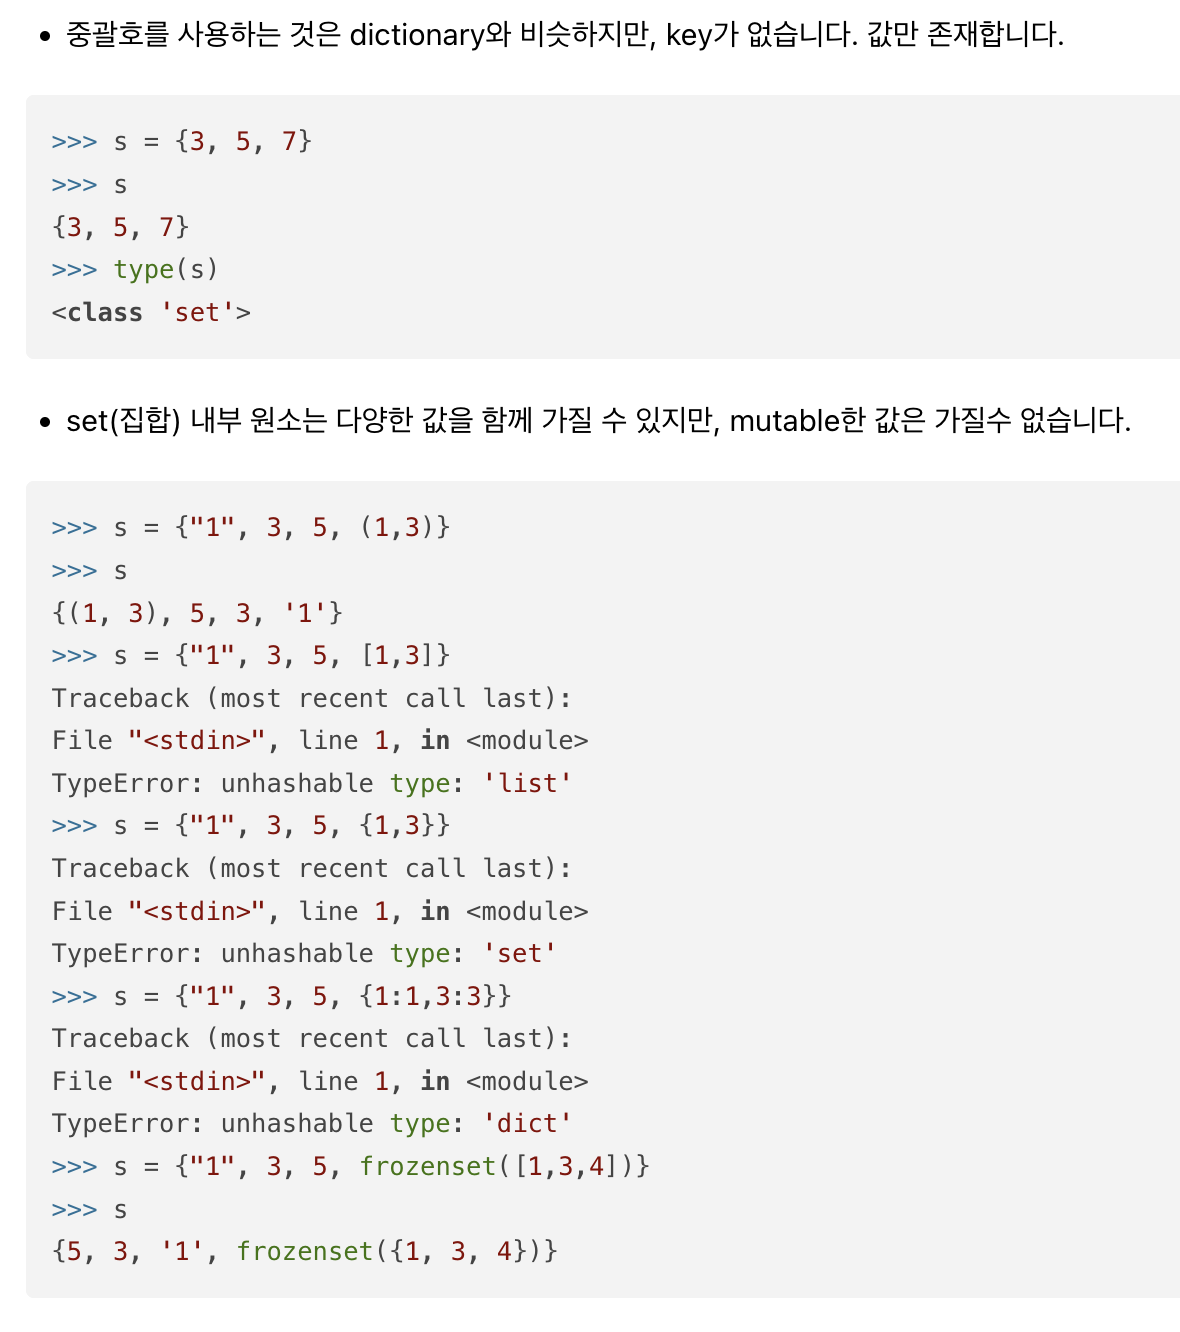 • 중괄호를 사용하는 것은 dictionary와 비슷하지만, key가 없습니다. 값만 존재합니다.
>>> s = {3, 5, 7}
>>> s
{3, 5, 7}
>>> type(s)
<class 'set'>
• set(집합) 내부 원소는 다양한 값을 함께 가질 수 있지만, mutable한 값은 가질수 없습니다.
>>> s = {"1", 3, 5, (1,3)}
>>> s
{(1, 3), 5, 3, '1'}
>>> s = {"1", 3, 5, [1,3]}
Traceback (most recent call last):
File "<stdin>", line 1, in <module>
TypeError: unhashable type: 'list'
>>> s = {"1", 3, 5, {1,3}}
Traceback (most recent call last):
File "<stdin>", line 1, in <module>
TypeError: unhashable type: 'set'
>>> s = {"1", 3, 5, {1:1,3:3}}
Traceback (most recent call last):
File "<stdin>", line 1, in <module>
TypeError: unhashable type: 'dict'
>>> s = {"1", 3, 5, frozenset([1,3,4])}
>>> s
{5, 3, '1', frozenset({1, 3, 4})}